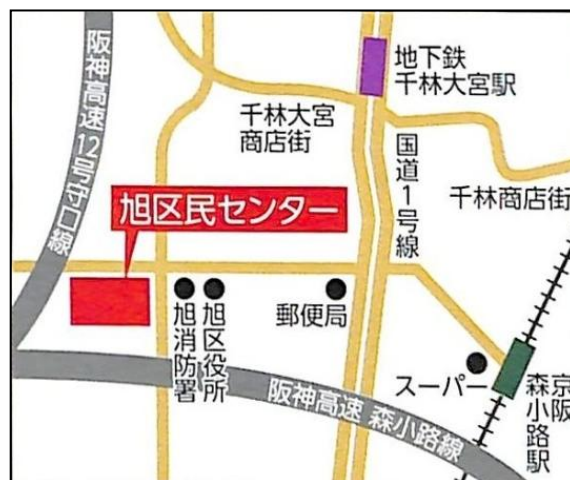 地下鉄
千林大宮駅
阪神高速12号守口線
千林大宮
商店街
国道1号線
千林商店街
旭区民センター
旭消防署
旭区役所
郵便局
スーパー
京阪
森小路駅
阪神高速 森小路線